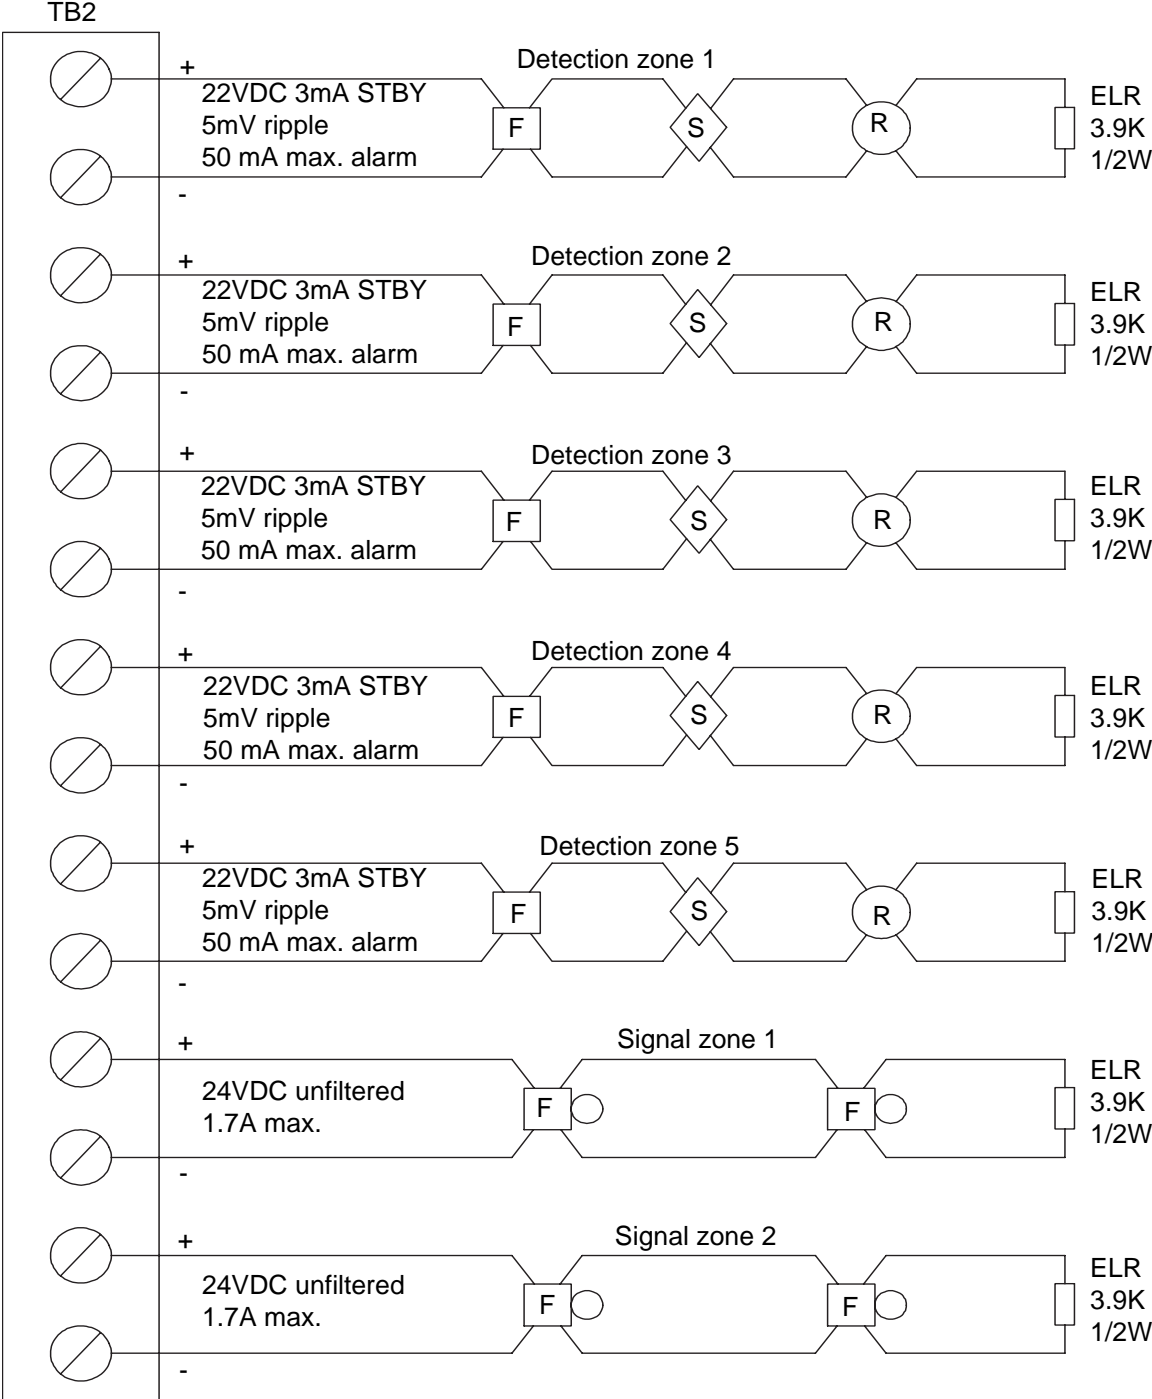 TB2
Detection zone 1
+
22VDC 3mA STBY
5mV ripple
50 mA max. alarm
-
F
S
R
ELR
3.9K
1/2W
Detection zone 2
+
22VDC 3mA STBY
5mV ripple
50 mA max. alarm
-
F
S
R
ELR
3.9K
1/2W
Detection zone 3
+
22VDC 3mA STBY
5mV ripple
50 mA max. alarm
-
F
S
R
ELR
3.9K
1/2W
Detection zone 4
+
22VDC 3mA STBY
5mV ripple
50 mA max. alarm
-
F
S
R
ELR
3.9K
1/2W
Detection zone 5
+
22VDC 3mA STBY
5mV ripple
50 mA max. alarm
-
F
S
R
ELR
3.9K
1/2W
Signal zone 1
+
24VDC unfiltered
1.7A max.
-
F
F
ELR
3.9K
1/2W
Signal zone 2
+
24VDC unfiltered
1.7A max.
-
F
F
ELR
3.9K
1/2W